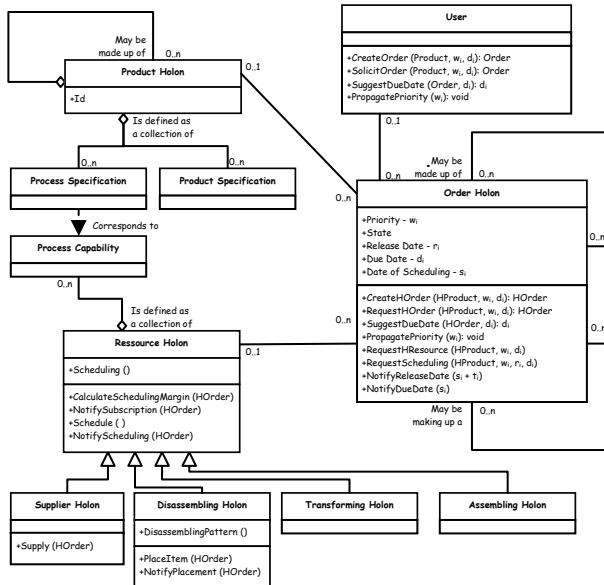 User
+CreateOrder (Product, wᵢ, dᵢ): Order
+SolicitOrder (Product, wᵢ, dᵢ): Order
+SuggestDueDate (Order, dᵢ): dᵢ
+PropagatePriority (wᵢ): void
0..1
0..n
May be
made up of
0..n
Product Holon
+Id
0..1
Is defined as
a collection of
0..n
0..n
Process Specification
Product Specification
Corresponds to
Process Capability
0..n
Is defined as
a collection of
May be
made up of
0..n
0..n
Order Holon
+Priority - wᵢ
+State
+Release Date - rᵢ
+Due Date - dᵢ
+Date of Scheduling - sᵢ
+CreateHOrder (HProduct, wᵢ, dᵢ): HOrder
+RequestHOrder (HProduct, wᵢ, dᵢ): HOrder
+SuggestDueDate (HOrder, dᵢ): dᵢ
+PropagatePriority (wᵢ): void
+RequestHResource (HProduct, wᵢ, dᵢ)
+RequestScheduling (HProduct, wᵢ, rᵢ, dᵢ)
+NotifyReleaseDate (sᵢ + tᵢ)
+NotifyDueDate (sᵢ)
0..n
0..n
0..n
May be
making up a
0..n
Ressource Holon
0..1
+Scheduling ()
+CalculateSchedulingMargin (HOrder)
+NotifySubscription (HOrder)
+Schedule ( )
+NotifyScheduling (HOrder)
Supplier Holon
+Supply (HOrder)
Disassembling Holon
+DisassemblingPattern ()
+PlaceItem (HOrder)
+NotifyPlacement (HOrder)
Transforming Holon
Assembling Holon